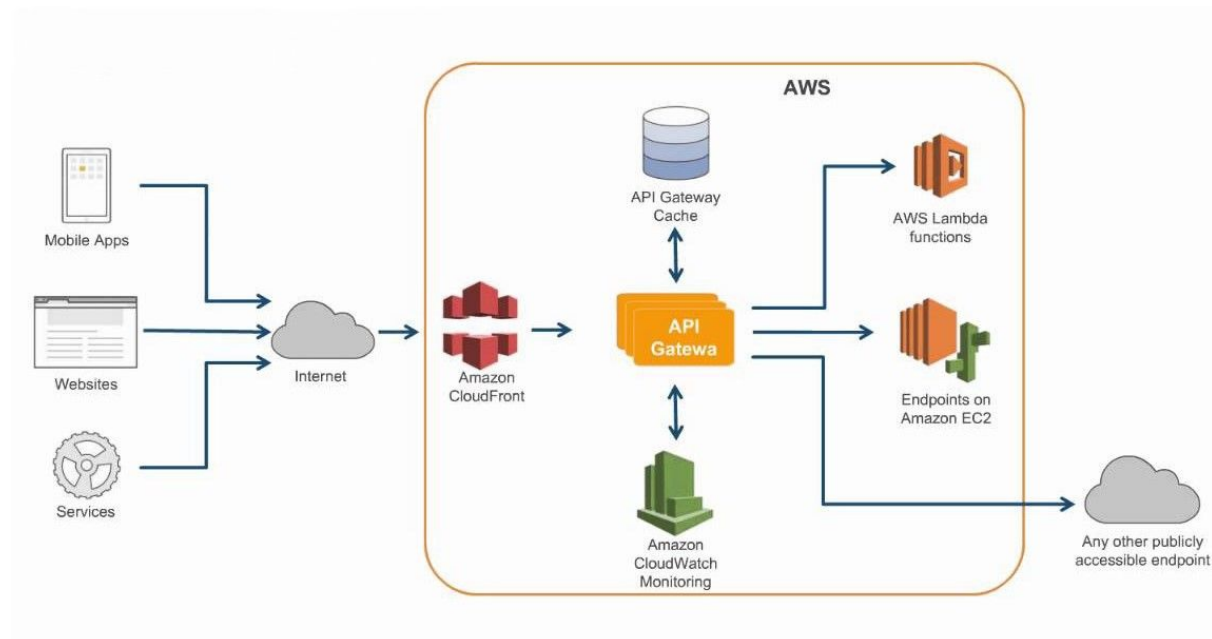 AWS
Mobile Apps
Websites
Services
Internet
Amazon
CloudFront
API Gateway
Cache
API
Gatewa
Amazon
CloudWatch
Monitoring
AWS Lambda
functions
Endpoints on
Amazon EC2
Any other publicly
accessible endpoint